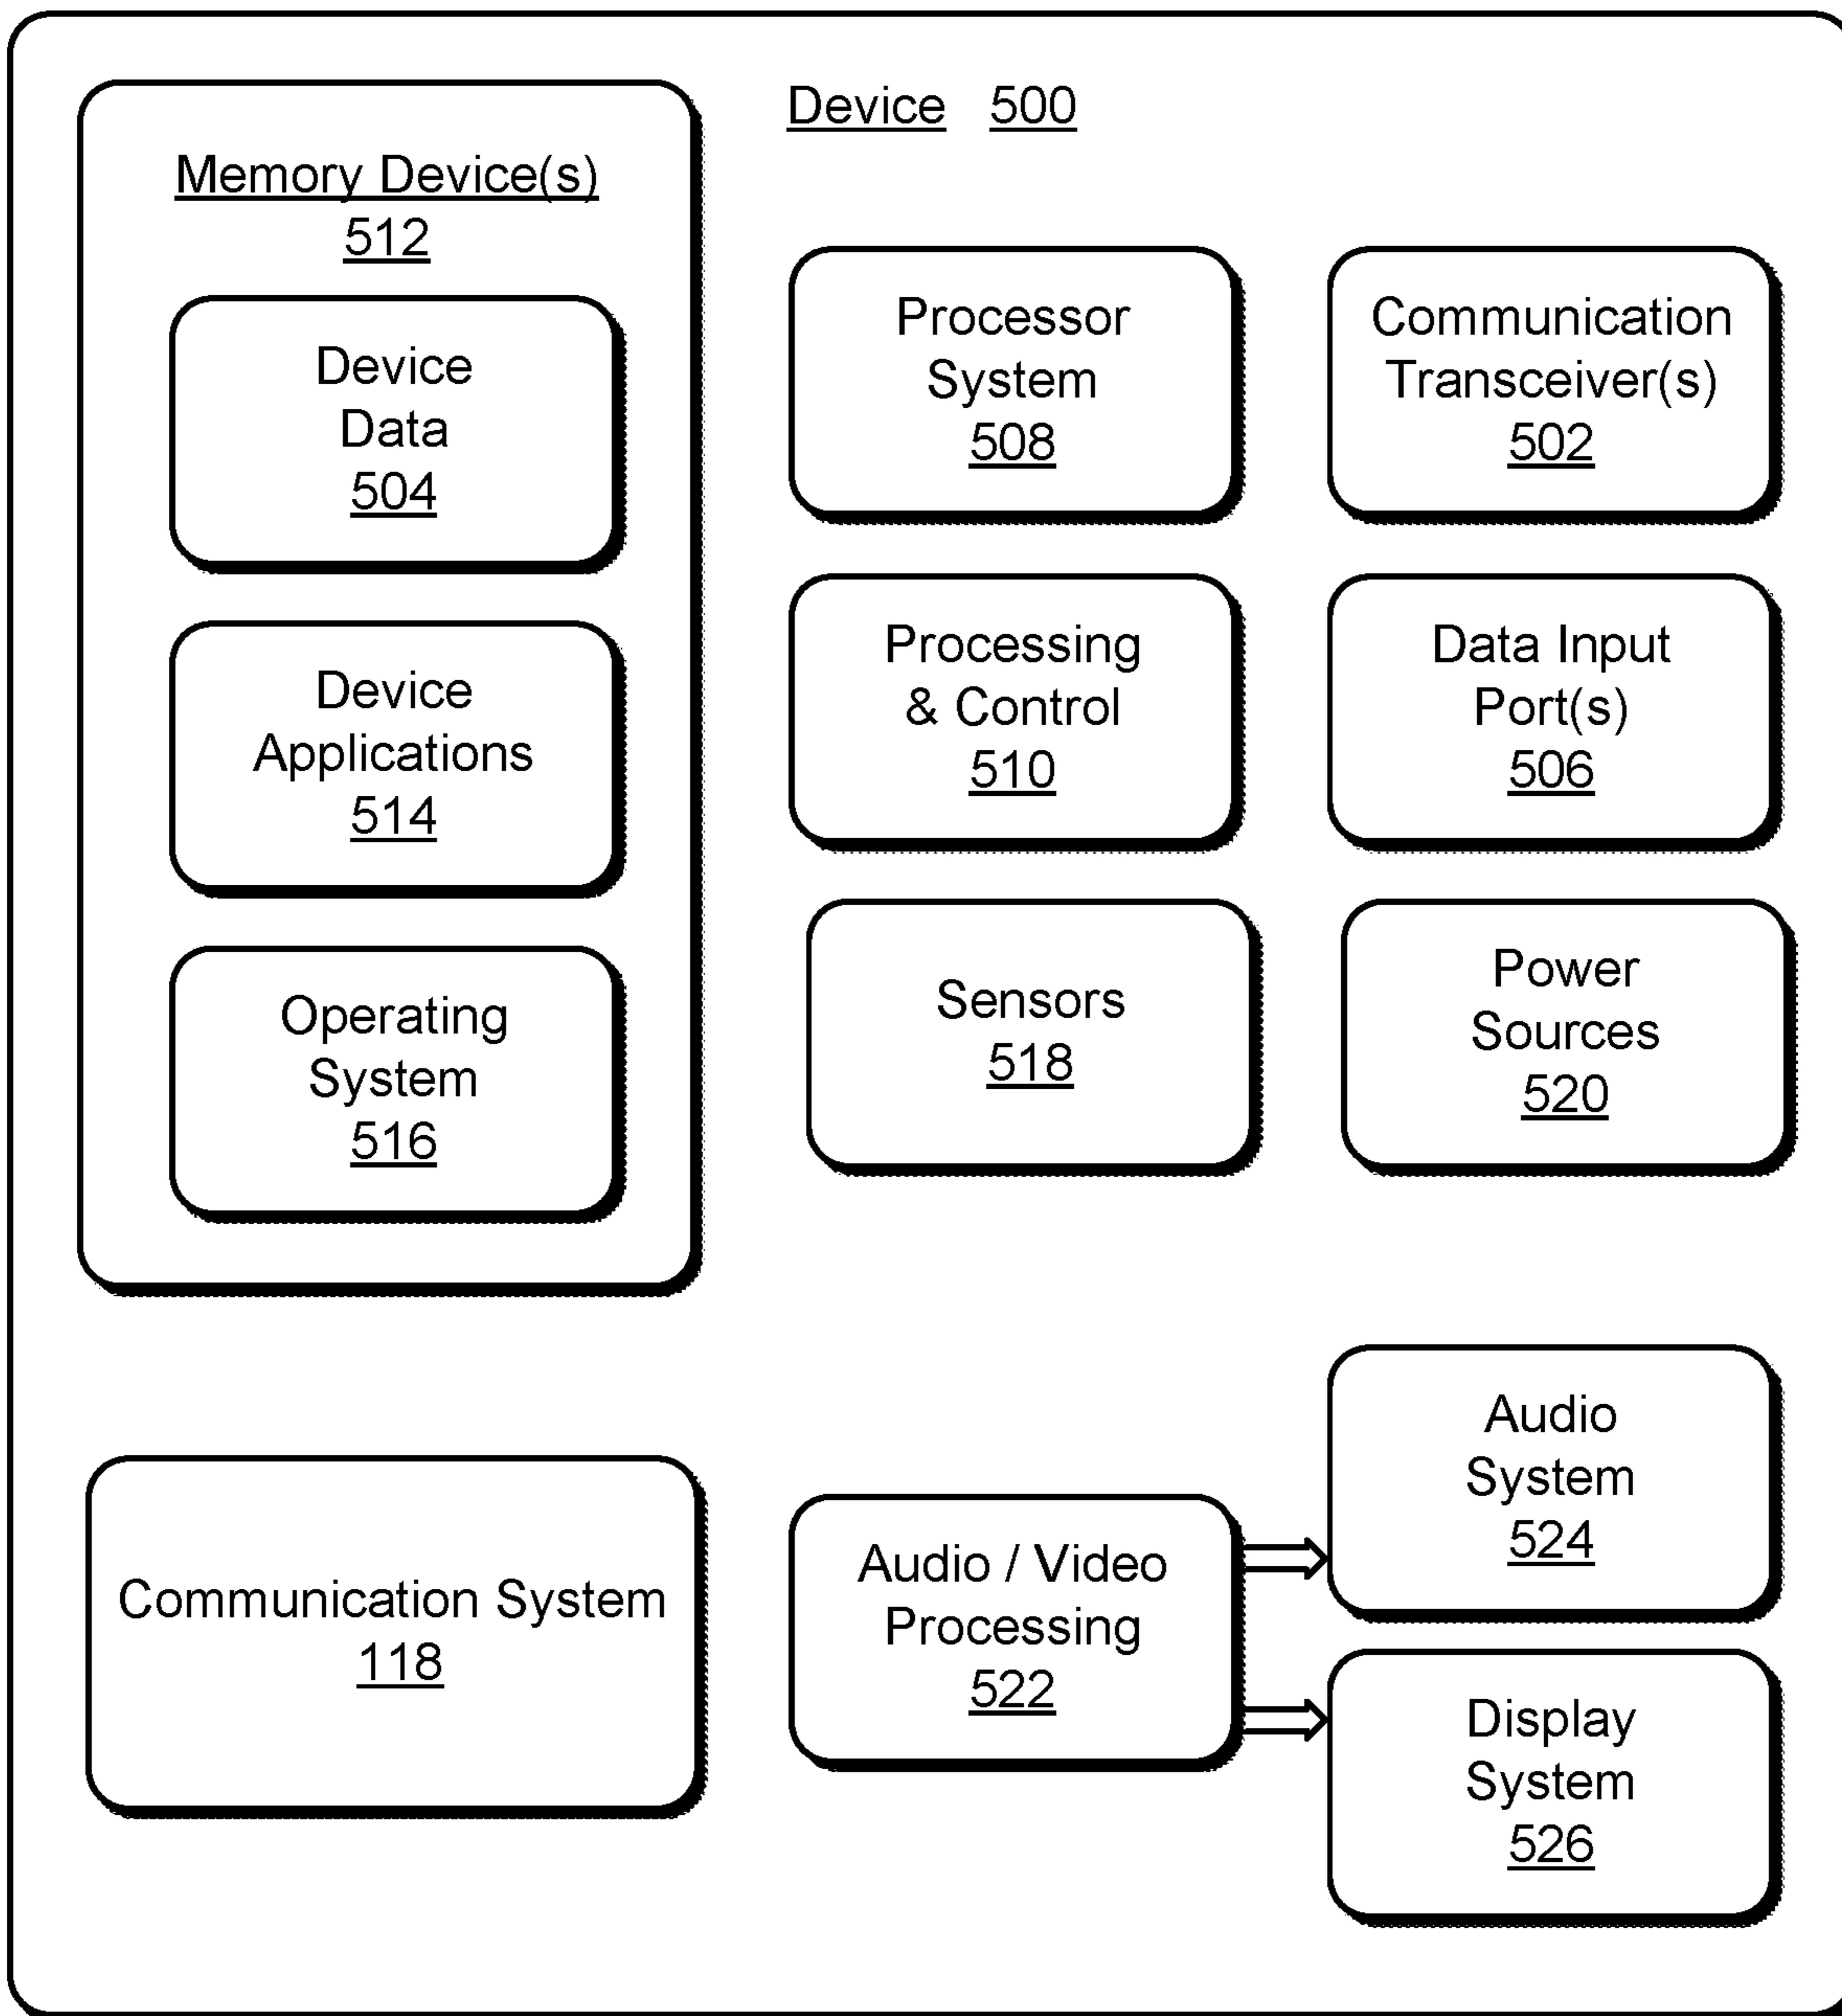 Device 500
Memory Device(s)
512
Device
Data
504
Device
Applications
514
Operating
System
516
Processor
System
508
Communication
Transceiver(s)
502
Processing
& Control
510
Data Input
Port(s)
506
Sensors
518
Power
Sources
520
Communication System
118
Audio / Video
Processing
522
Audio
System
524
Display
System
526